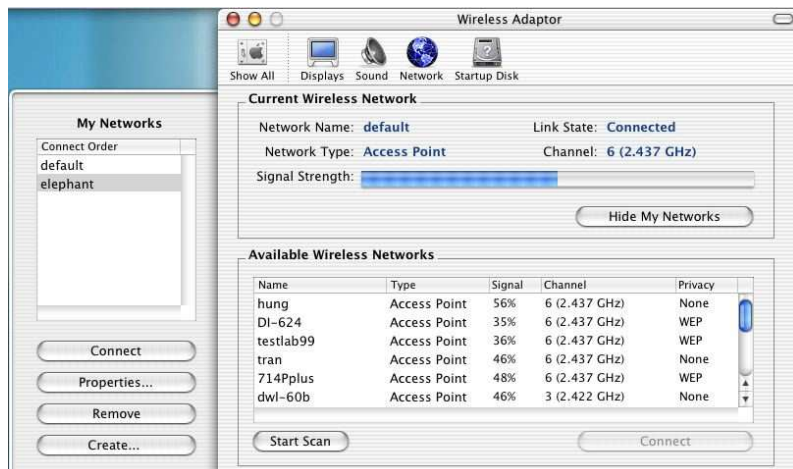 Wireless Adaptor
Show All
Displays
Sound
Network
Startup Disk
My Networks
Connect Order
default
elephant
Connect
Properties...
Remove
Create...
Current Wireless Network
Network Name: default
Link State: Connected
Network Type: Access Point
Channel: 6 (2.437 GHz)
Signal Strength:
Hide My Networks
Available Wireless Networks
Name Type Signal Channel Privacy
hung Access Point 56% 6 (2.437 GHz) None
DI-624 Access Point 35% 6 (2.437 GHz) WEP
testlab99 Access Point 36% 6 (2.437 GHz) WEP
tran Access Point 46% 6 (2.437 GHz) None
714Pplus Access Point 48% 6 (2.437 GHz) WEP
dwl-60b Access Point 46% 3 (2.422 GHz) None
Start Scan
Connect